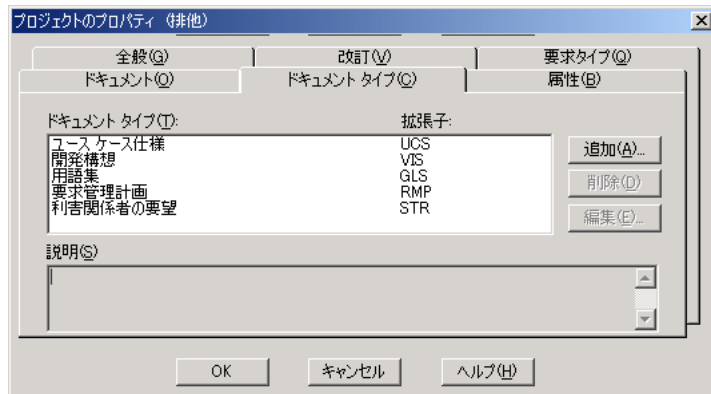 プロジェクトのプロパティ (排他)
全般(G) 改訂(V) 要求タイプ(Q)
ドキュメント(O) ドキュメント タイプ(C) 属性(B)
ドキュメント タイプ(T): 拡張子:
ユース ケース仕様 UCS
開発構想 VIS
用語集 GLS
要求管理計画 RMP
利害関係者の要望 STR
追加(A)...
削除(D)
編集(E)...
説明(S)
OK キャンセル ヘルプ(H)